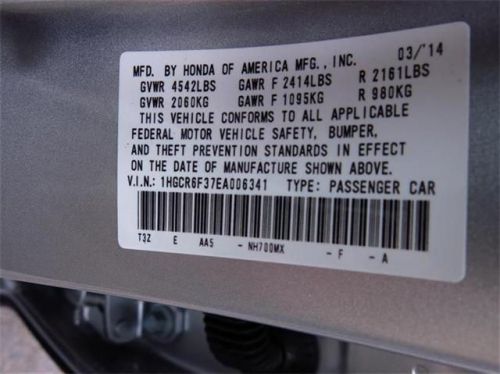 MFD. BY HONDA OF AMERICA MFG., INC. 03/14
GVWR 4542LBS GAWR F 2414LBS R 2161LBS
GVWR 2060KG GAWR F 1095KG R 980KG
THIS VEHICLE CONFORMS TO ALL APPLICABLE
FEDERAL MOTOR VEHICLE SAFETY, BUMPER,
AND THEFT PREVENTION STANDARDS IN EFFECT
ON THE DATE OF MANUFACTURE SHOWN ABOVE.
V.I.N.: 1HGCR6F37EA006341 TYPE: PASSENGER CAR
T3Z E AA5 - NH700MX - F - A